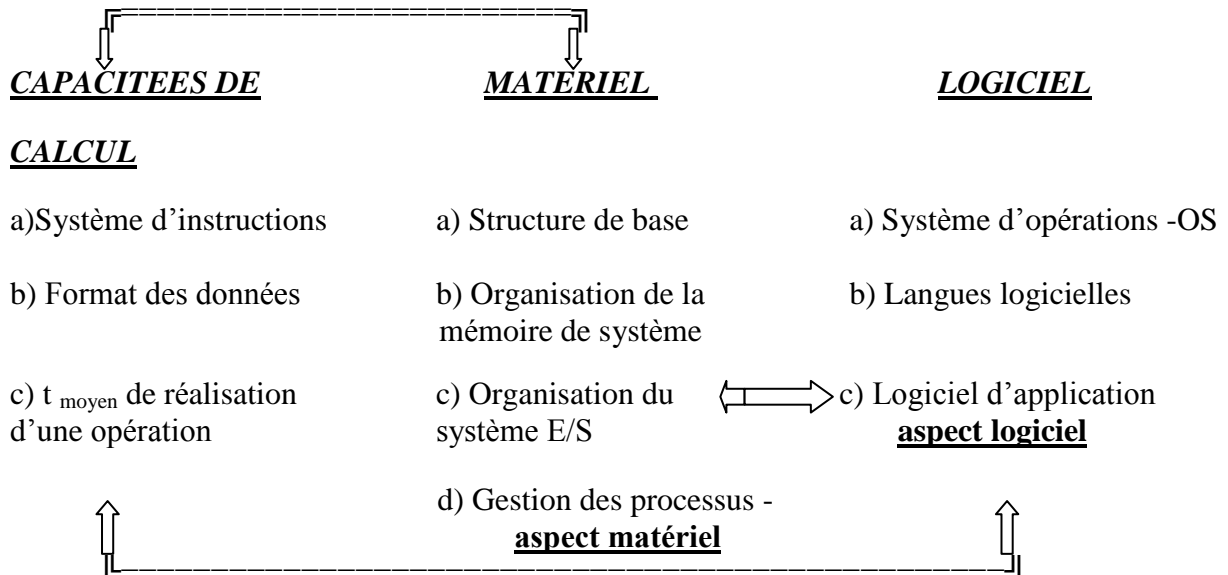 CAPACITEES DE MATERIEL LOGICIEL
CALCUL
a)Système d'instructions a) Structure de base a) Système d'opérations -OS
b) Format des données b) Organisation de la b) Langues logicielles
mémoire de système
c) t moyen de réalisation c) Organisation du c) Logiciel d'application
d'une opération système E/S aspect logiciel
d) Gestion des processus -
aspect matériel